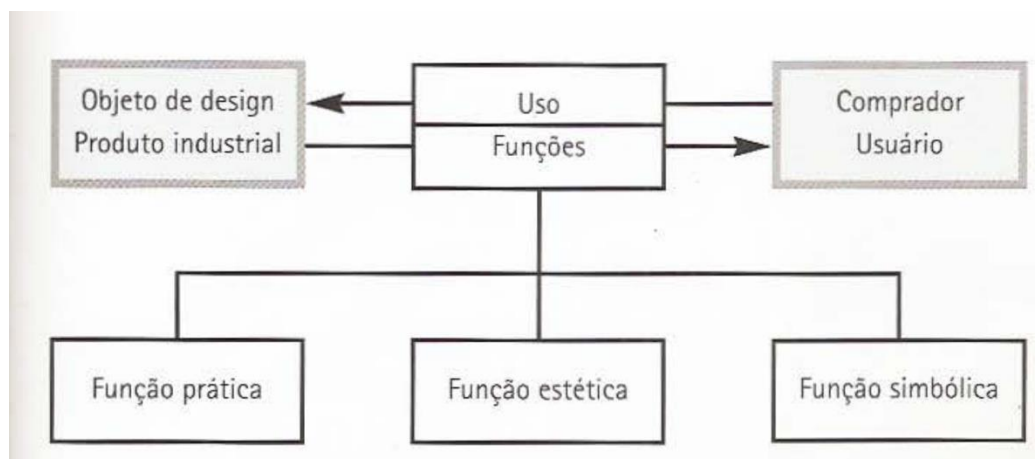 Objeto de design
Produto industrial
Uso
Funções
Comprador
Usuário
Função prática
Função estética
Função simbólica